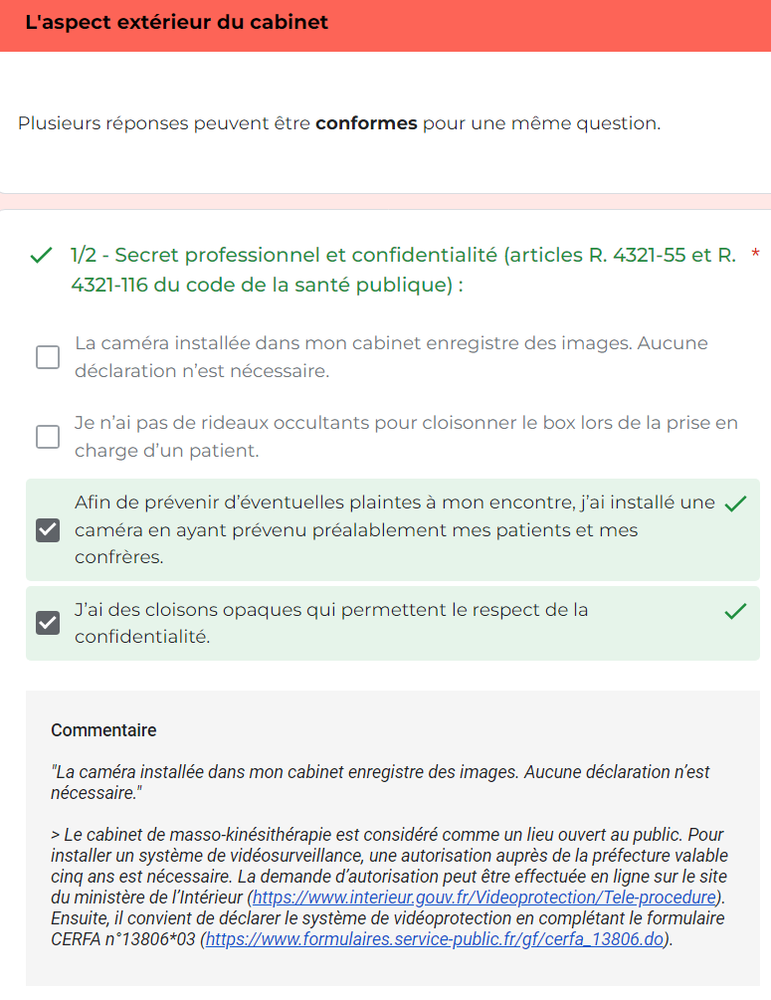 L'aspect extérieur du cabinet
Plusieurs réponses peuvent être conformes pour une même question.
1/2 - Secret professionnel et confidentialité (articles R. 4321-55 et R. *
4321-116 du code de la santé publique) :
La caméra installée dans mon cabinet enregistre des images. Aucune
déclaration n’est nécessaire.
Je n’ai pas de rideaux occultants pour cloisonner le box lors de la prise en
charge d’un patient.
Afin de prévenir d’éventuelles plaintes à mon encontre, j’ai installé une
caméra en ayant prévenu préalablement mes patients et mes
confrères.
J’ai des cloisons opaques qui permettent le respect de la
confidentialité.
Commentaire
"La caméra installée dans mon cabinet enregistre des images. Aucune déclaration n’est
nécessaire."
> Le cabinet de masso-kinésithérapie est considéré comme un lieu ouvert au public. Pour
installer un système de vidéosurveillance, une autorisation auprès de la préfecture valable
cinq ans est nécessaire. La demande d’autorisation peut être effectuée en ligne sur le site
du ministère de l’Intérieur (https://www.interieur.gouv.fr/Videoprotection/Tele-procedure).
Ensuite, il convient de déclarer le système de vidéoprotection en complétant le formulaire
CERFA n°13806*03 (https://www.formulaires.service-public.fr/gf/cerfa_13806.do).